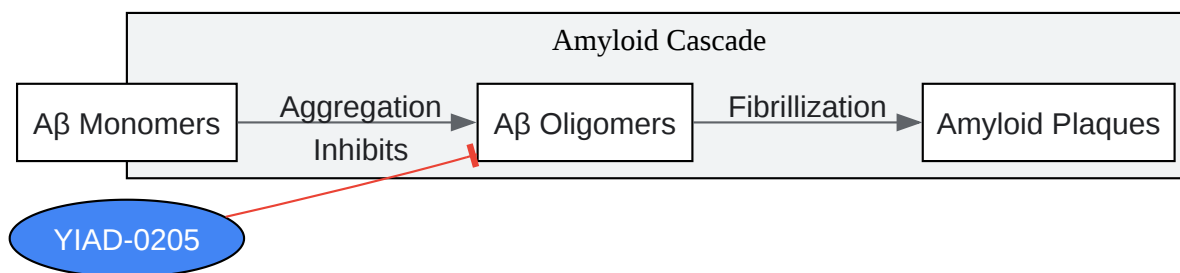 Amyloid Cascade
Aβ Monomers
Aggregation
Inhibits
Aβ Oligomers
Fibrillization
Amyloid Plaques
YIAD-0205